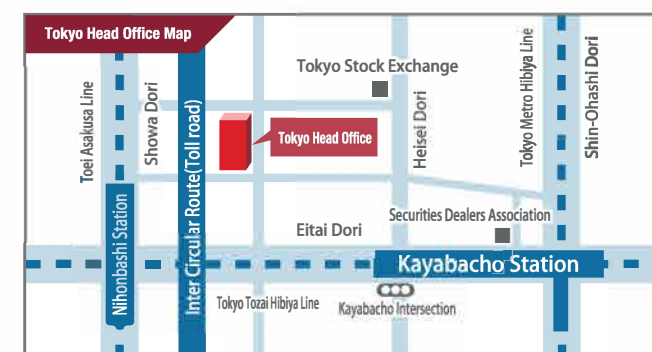 Tokyo Head Office Map
Toei Asakusa Line
Showa Dori
Inter Circular Route(Toll road)
Tokyo Stock Exchange
Tokyo Head Office
Heisei Dori
Tokyo Metro Hibiya Line
Shin-Ohashi Dori
Nihonbashi Station
Eitai Dori
Securities Dealers Association
Kayabacho Station
Tokyo Tozai Hibiya Line
Kayabacho Intersection